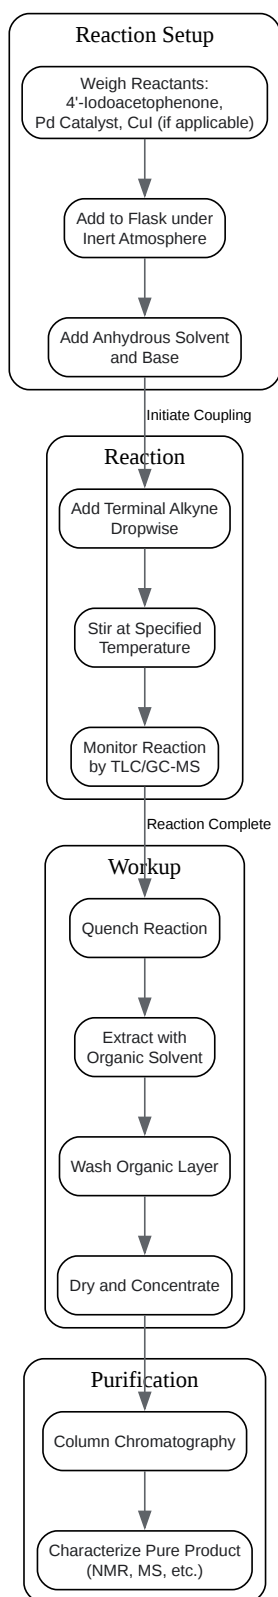 Reaction Setup
Weigh Reactants:
4'-Iodoacetophenone,
Pd Catalyst, CuI (if applicable)
Add to Flask under
Inert Atmosphere
Add Anhydrous Solvent
and Base
Initiate Coupling
Reaction
Add Terminal Alkyne
Dropwise
Stir at Specified
Temperature
Monitor Reaction
by TLC/GC-MS
Reaction Complete
Workup
Quench Reaction
Extract with
Organic Solvent
Wash Organic Layer
Dry and Concentrate
Purification
Column Chromatography
Characterize Pure Product
(NMR, MS, etc.)